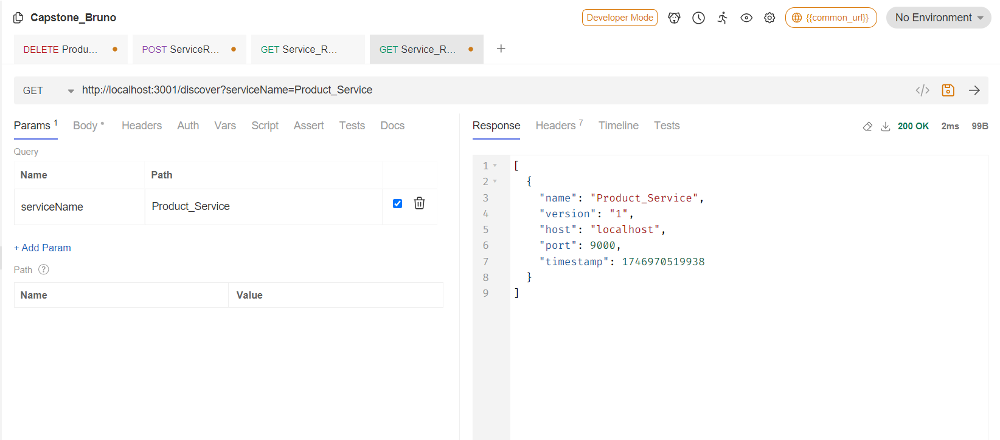 Capstone_Bruno
Developer Mode
{{common_url}}
No Environment
DELETE Produ...
POST ServiceR...
GET Service_R...
GET Service_R...
+
GET
http://localhost:3001/discover?serviceName=Product_Service
</>
Params 1
Body
Headers
Auth
Vars
Script
Assert
Tests
Docs
Query
Name
Path
serviceName
Product_Service
+ Add Param
Path ?
Name
Value
Response
Headers 7
Timeline
Tests
200 OK
2ms
99B
1 [
2 {
3 "name": "Product_Service",
4 "version": "1",
5 "host": "localhost",
6 "port": 9000,
7 "timestamp": 1746970519938
8 }
9 ]